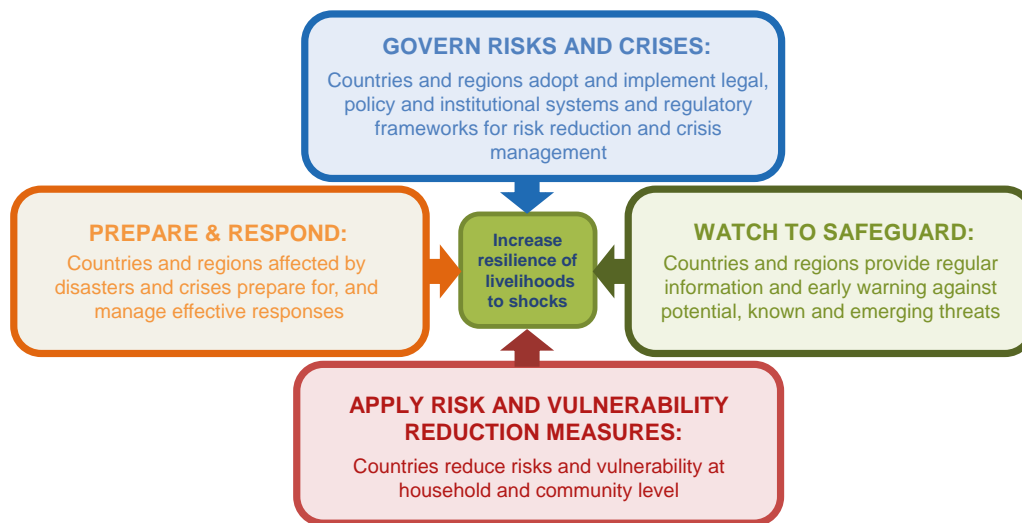 GOVERN RISKS AND CRISES:
Countries and regions adopt and implement legal,
policy and institutional systems and regulatory
frameworks for risk reduction and crisis
management
PREPARE & RESPOND:
Countries and regions affected by
disasters and crises prepare for, and
manage effective responses
Increase
resilience of
livelihoods
to shocks
WATCH TO SAFEGUARD:
Countries and regions provide regular
information and early warning against
potential, known and emerging threats
APPLY RISK AND VULNERABILITY
REDUCTION MEASURES:
Countries reduce risks and vulnerability at
household and community level